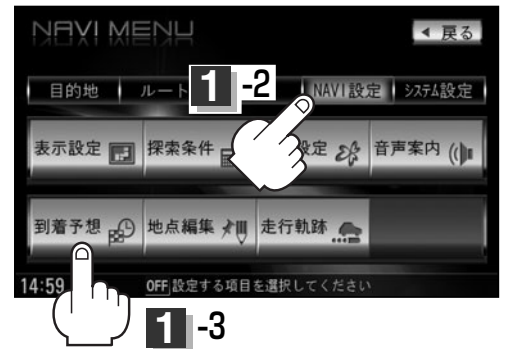 NAVI MENU
◀ 戻る
目的地 ルート NAVI設定 システム設定
1 -2
表示設定 探索条件 設定 音声案内
到着予想 地点編集 走行軌跡
14:59 OFF 設定する項目を選択してください
1 -3